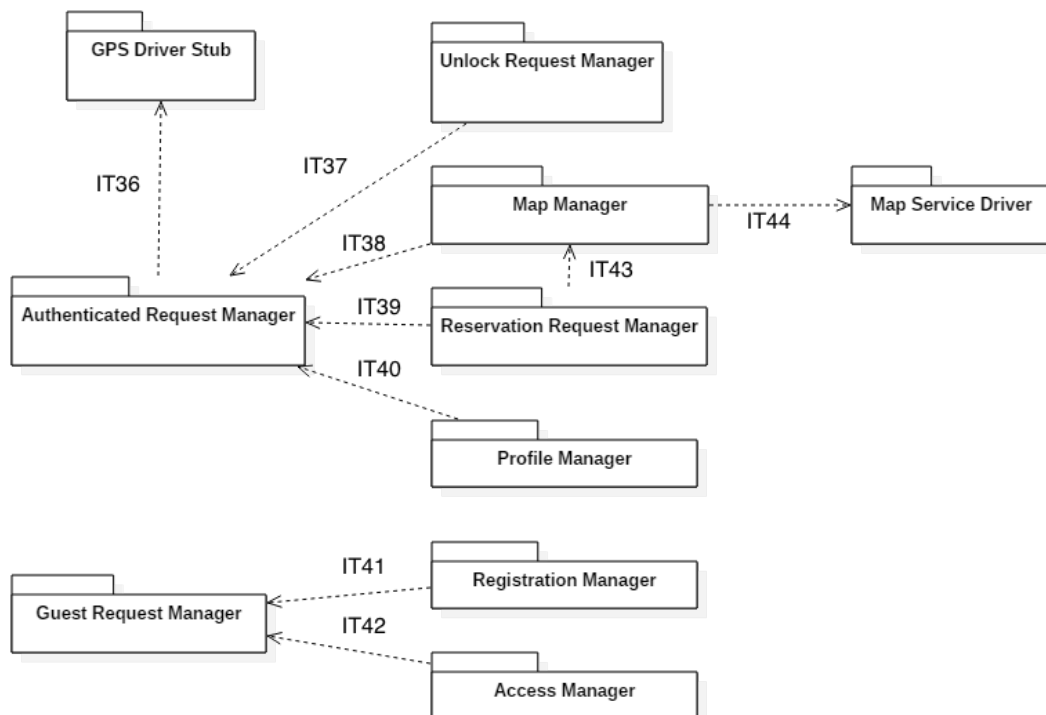 GPS Driver Stub
Unlock Request Manager
IT37
IT36
Map Manager
Map Service Driver
IT44
IT38
IT43
Authenticated Request Manager
IT39
Reservation Request Manager
IT40
Profile Manager
IT41
Registration Manager
Guest Request Manager
IT42
Access Manager